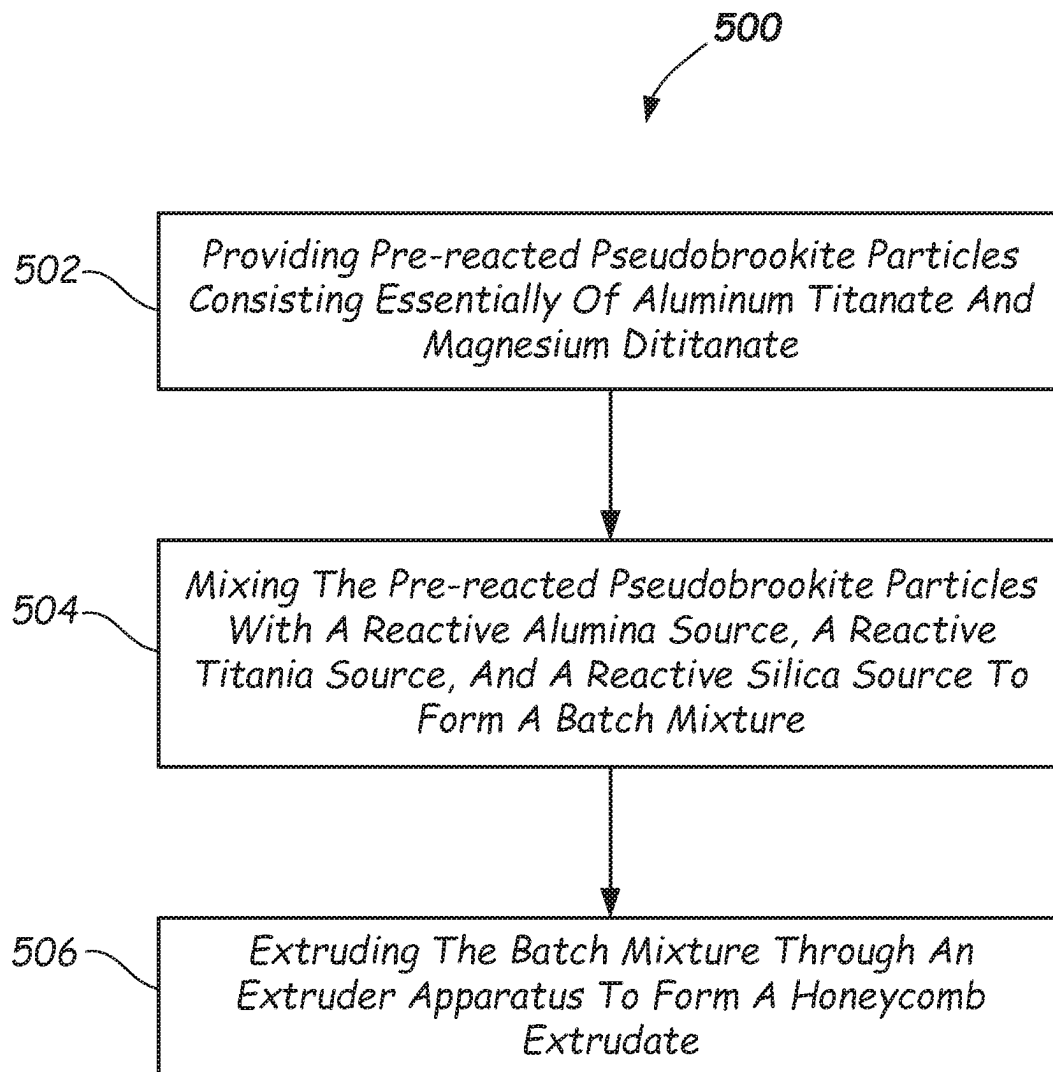 500
502
Providing Pre-reacted Pseudobrookite Particles
Consisting Essentially Of Aluminum Titanate And
Magnesium Dititanate
504
Mixing The Pre-reacted Pseudobrookite Particles
With A Reactive Alumina Source, A Reactive
Titania Source, And A Reactive Silica Source To
Form A Batch Mixture
506
Extruding The Batch Mixture Through An
Extruder Apparatus To Form A Honeycomb
Extrudate